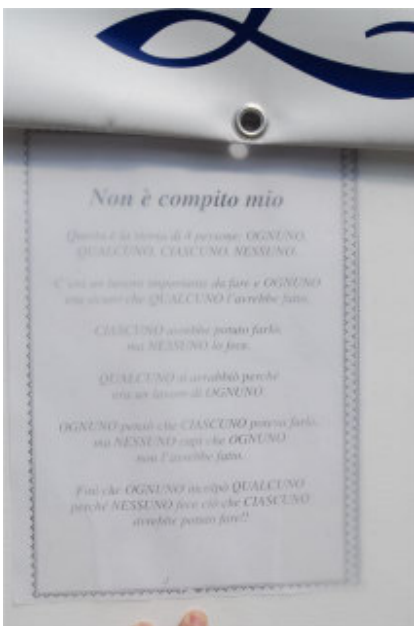 Non è compito mio
Questa è la storia di 4 persone: OGNUNO,
QUALCUNO, CIASCUNO, NESSUNO.
C'era un lavoro importante da fare e OGNUNO
era sicuro che QUALCUNO l'avrebbe fatto.
CIASCUNO avrebbe potuto farlo,
ma NESSUNO lo fece.
QUALCUNO si arrabbiò perché
era un lavoro di OGNUNO.
OGNUNO pensò che CIASCUNO poteva farlo,
ma NESSUNO capì che OGNUNO
non l'avrebbe fatto.
Finì che OGNUNO incolpò QUALCUNO
perché NESSUNO fece ciò che CIASCUNO
avrebbe potuto fare!!